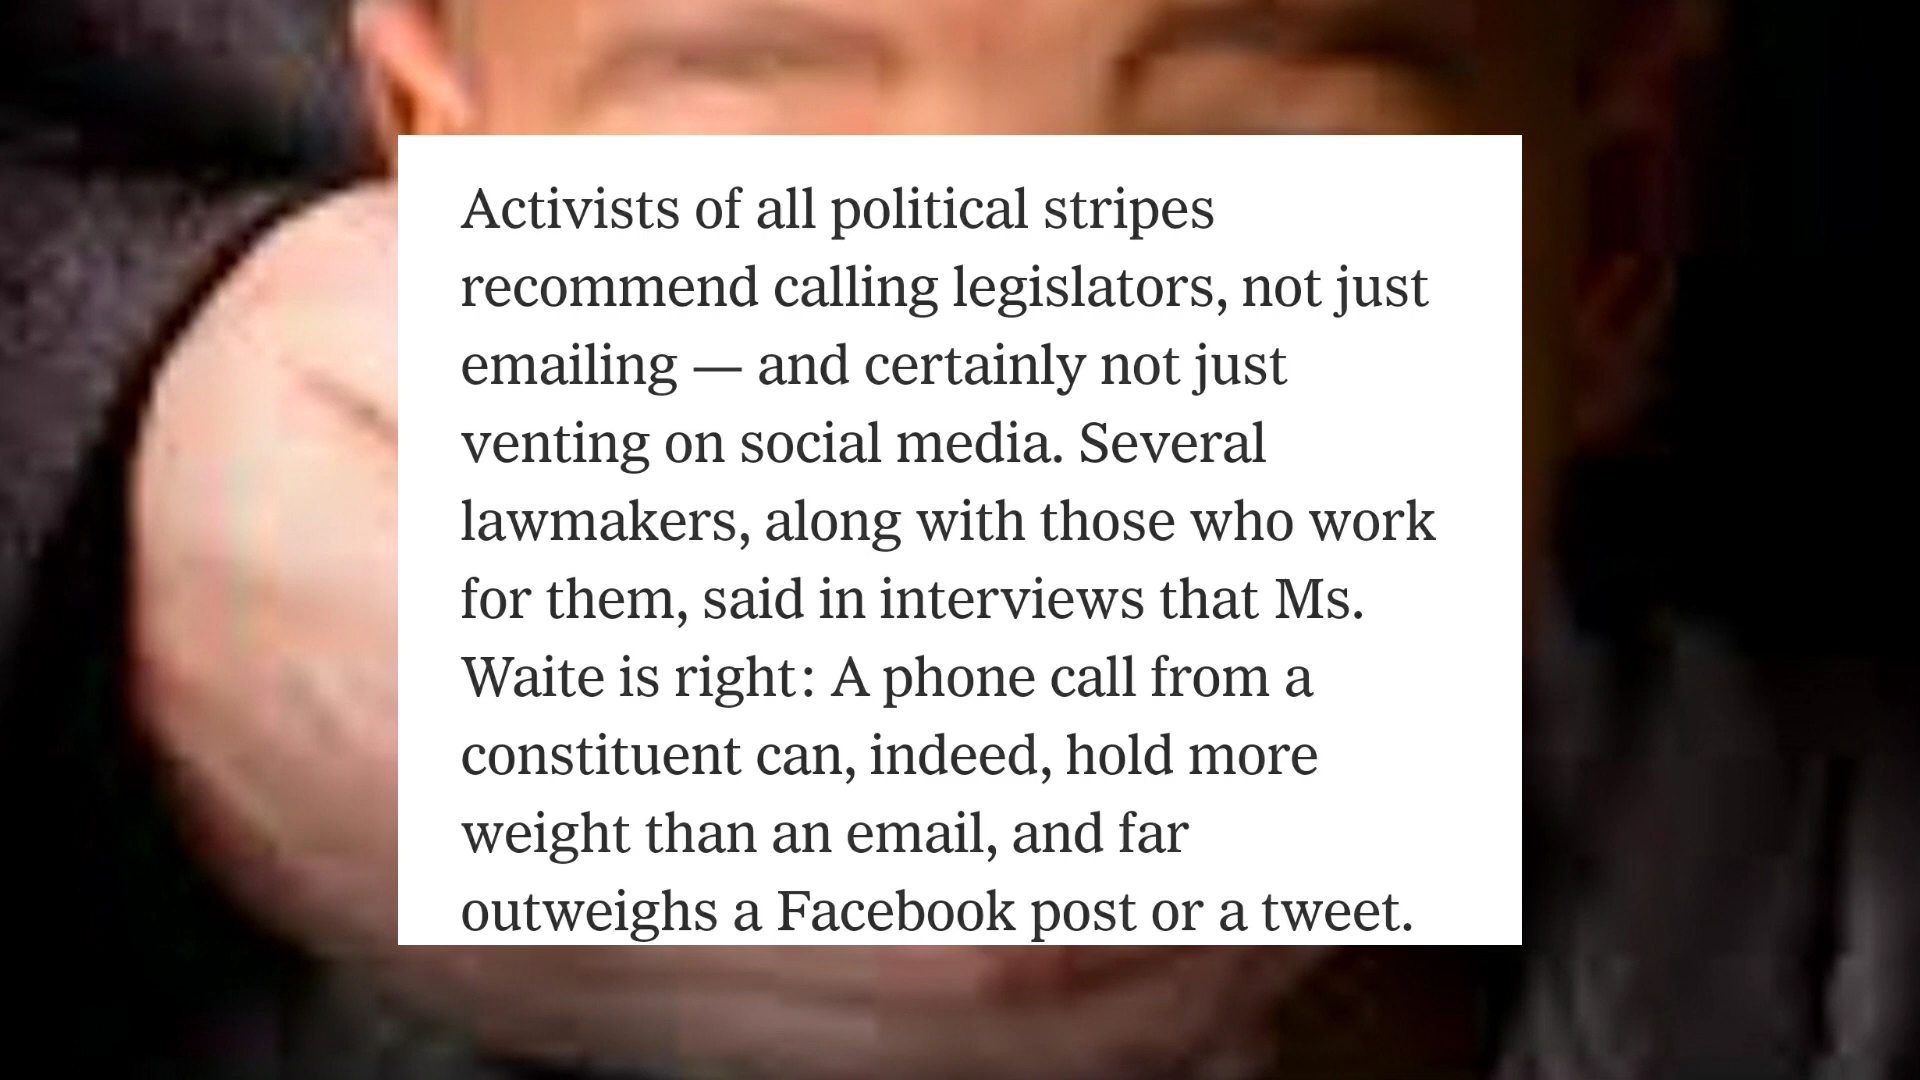 Activists of all political stripes
recommend calling legislators, not just
emailing — and certainly not just
venting on social media. Several
lawmakers, along with those who work
for them, said in interviews that Ms.
Waite is right: A phone call from a
constituent can, indeed, hold more
weight than an email, and far
outweighs a Facebook post or a tweet.